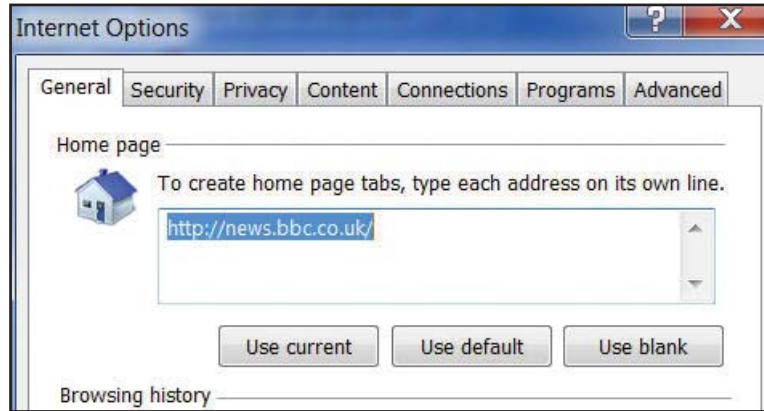 Internet Options
? X
General Security Privacy Content Connections Programs Advanced
Home page
To create home page tabs, type each address on its own line.
http://news.bbc.co.uk/
Use current Use default Use blank
Browsing history